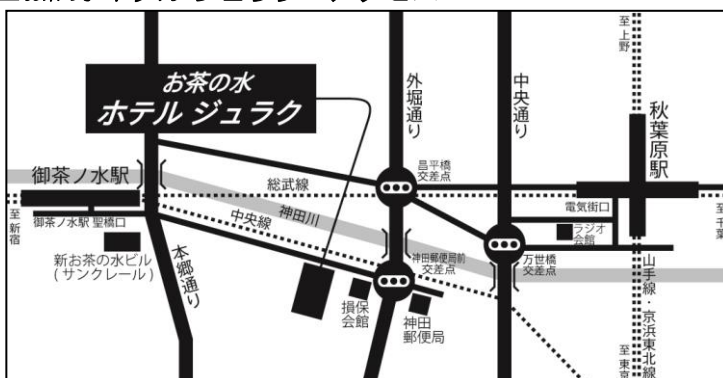 お茶の水
ホテル ジュラク
外堀通り
中央通り
至 上野
秋葉原駅
昌平橋
交差点
御茶ノ水駅
総武線
電気街口
至 新宿
御茶ノ水駅 聖橋口
中央線
神田川
ラジオ
会館
至 千葉
新お茶の水ビル
(サンクレール)
本郷通り
神田郵便局前
交差点
万世橋
交差点
山手線・京浜東北線
損保
会館
神田
郵便局
至 東京